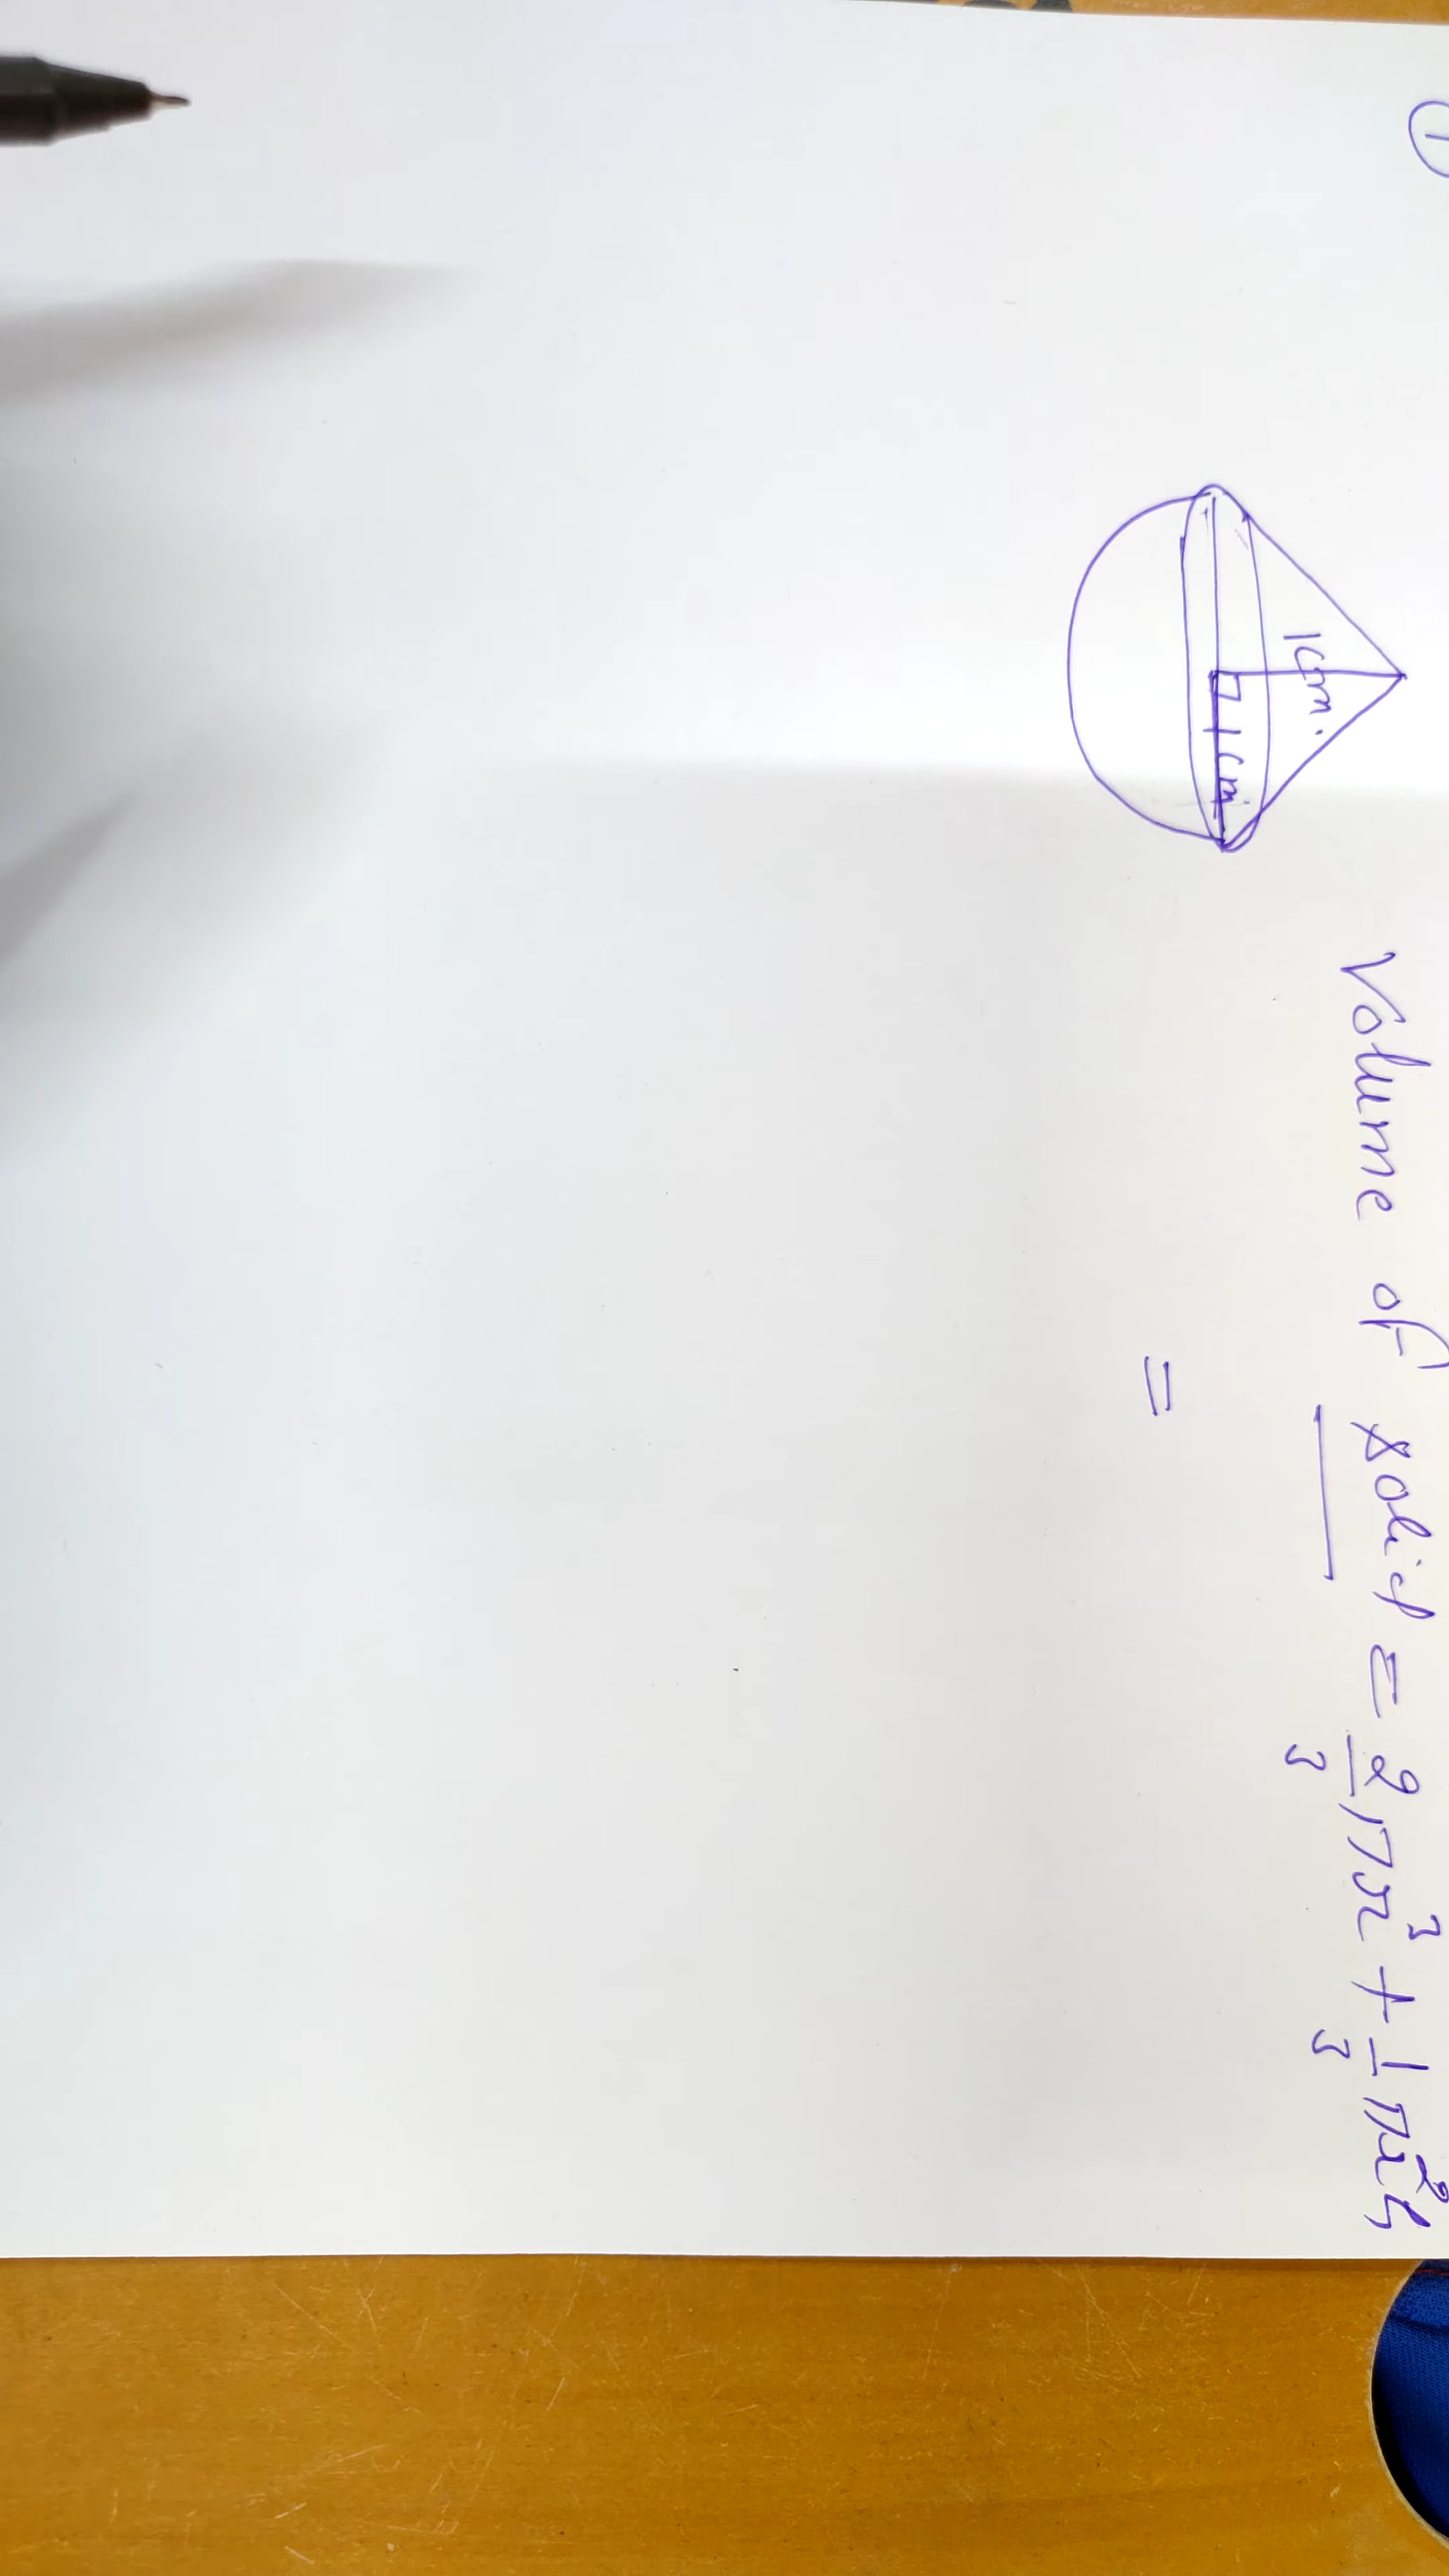 ①
1cm.
1cm
Volume of solid = 2/3 πr³ + 1/3 πr²h
=